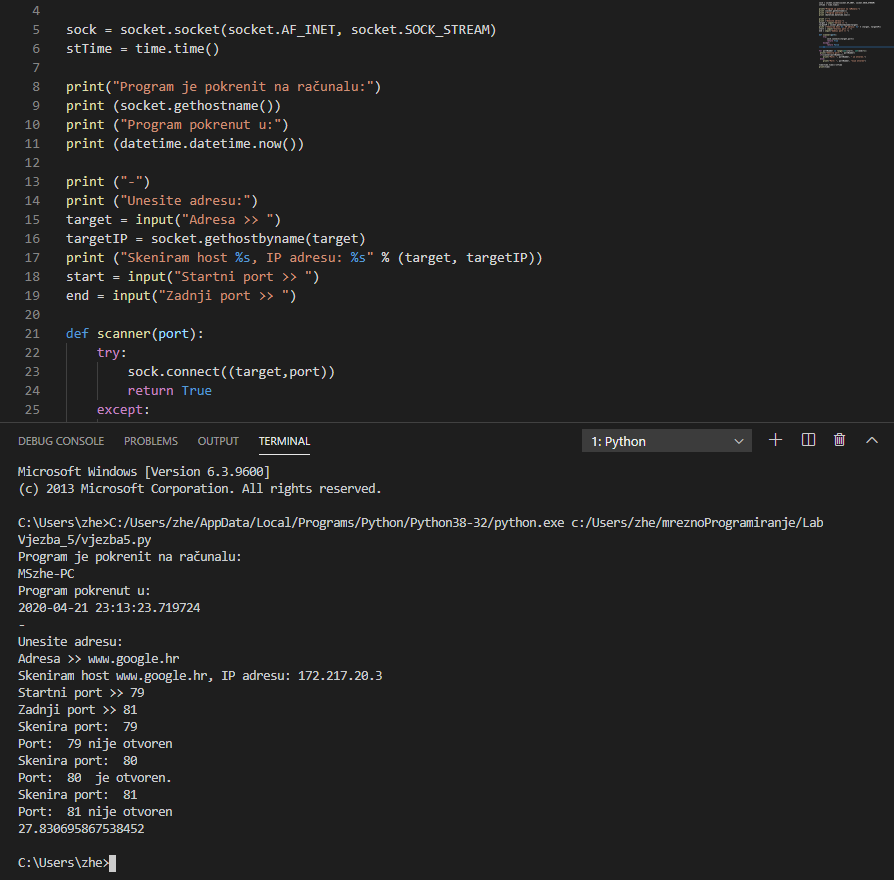 4
5 sock = socket.socket(socket.AF_INET, socket.SOCK_STREAM)
6 stTime = time.time()
7
8 print("Program je pokrenit na računalu:")
9 print (socket.gethostname())
10 print ("Program pokrenut u:")
11 print (datetime.datetime.now())
12
13 print ("-")
14 print ("Unesite adresu:")
15 target = input("Adresa >> ")
16 targetIP = socket.gethostbyname(target)
17 print ("Skeniram host %s, IP adresu: %s" % (target, targetIP))
18 start = input("Startni port >> ")
19 end = input("Zadnji port >> ")
20
21 def scanner(port):
22 try:
23 sock.connect((target,port))
24 return True
25 except:
DEBUG CONSOLE PROBLEMS OUTPUT TERMINAL 1: Python
Microsoft Windows [Version 6.3.9600]
(c) 2013 Microsoft Corporation. All rights reserved.
C:\Users\zhe>C:/Users/zhe/AppData/Local/Programs/Python/Python38-32/python.exe c:/Users/zhe/mreznoProgramiranje/Lab
Vjezba_5/vjezba5.py
Program je pokrenit na računalu:
MSzhe-PC
Program pokrenut u:
2020-04-21 23:13:23.719724
-
Unesite adresu:
Adresa >> www.google.hr
Skeniram host www.google.hr, IP adresu: 172.217.20.3
Startni port >> 79
Zadnji port >> 81
Skenira port:  79
Port:  79 nije otvoren
Skenira port:  80
Port:  80  je otvoren.
Skenira port:  81
Port:  81 nije otvoren
27.830695867538452
C:\Users\zhe>